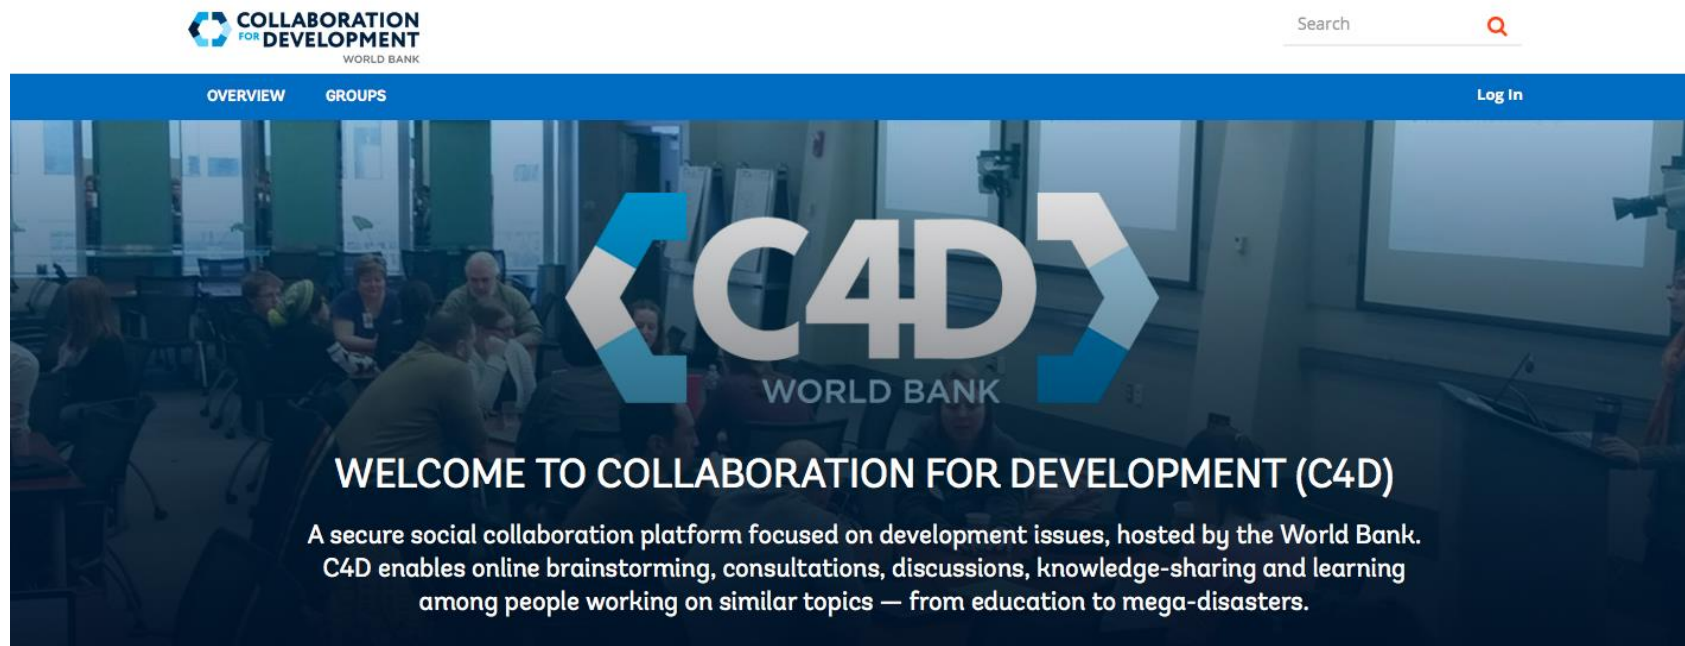 COLLABORATION
FOR DEVELOPMENT
WORLD BANK
Search
OVERVIEW GROUPS Log In
C4D
WORLD BANK
WELCOME TO COLLABORATION FOR DEVELOPMENT (C4D)
A secure social collaboration platform focused on development issues, hosted by the World Bank.
C4D enables online brainstorming, consultations, discussions, knowledge-sharing and learning
among people working on similar topics — from education to mega-disasters.